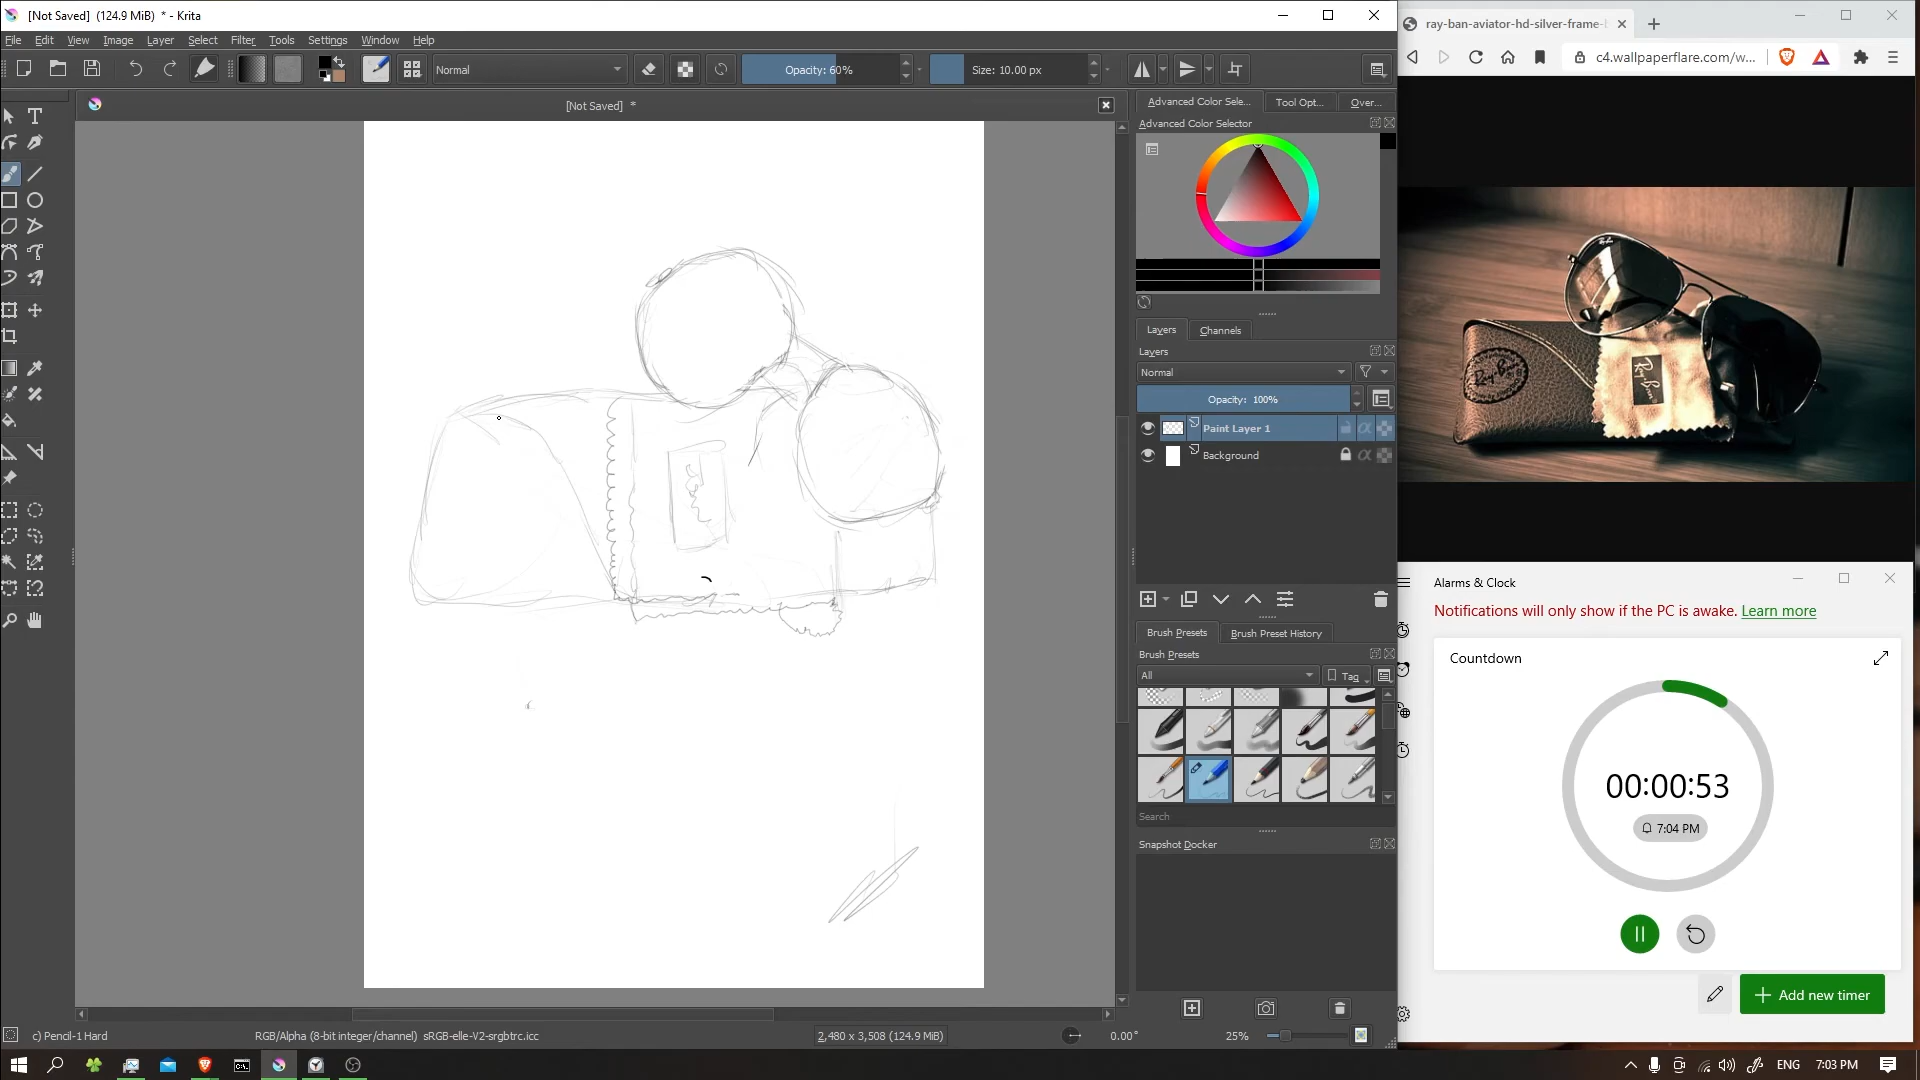 [Not Saved]  (124.9 MiB)  * - Krita
File Edit View Image Layer Select Filter Tools Settings Window Help
Normal
Opacity: 60%
Size: 10.00 px
[Not Saved]  *
Advanced Color Sele...
Tool Opt...
Over...
Advanced Color Selector
Layers
Channels
Layers
Normal
Opacity:  100%
Paint Layer 1
Background
Brush Presets
Brush Preset History
Brush Presets
All
Tag
Search
Snapshot Docker
c) Pencil-1 Hard
RGB/Alpha (8-bit integer/channel)  sRGB-elle-V2-srgbtrc.icc
2,480 x 3,508 (124.9 MiB)
0.00°
25%
ray-ban-aviator-hd-silver-frame-
c4.wallpaperflare.com/w...
Ray-Ban
Ray-Ban
Alarms & Clock
Notifications will only show if the PC is awake. Learn more
Countdown
00:00:53
7:04 PM
Add new timer
ENG
7:03 PM